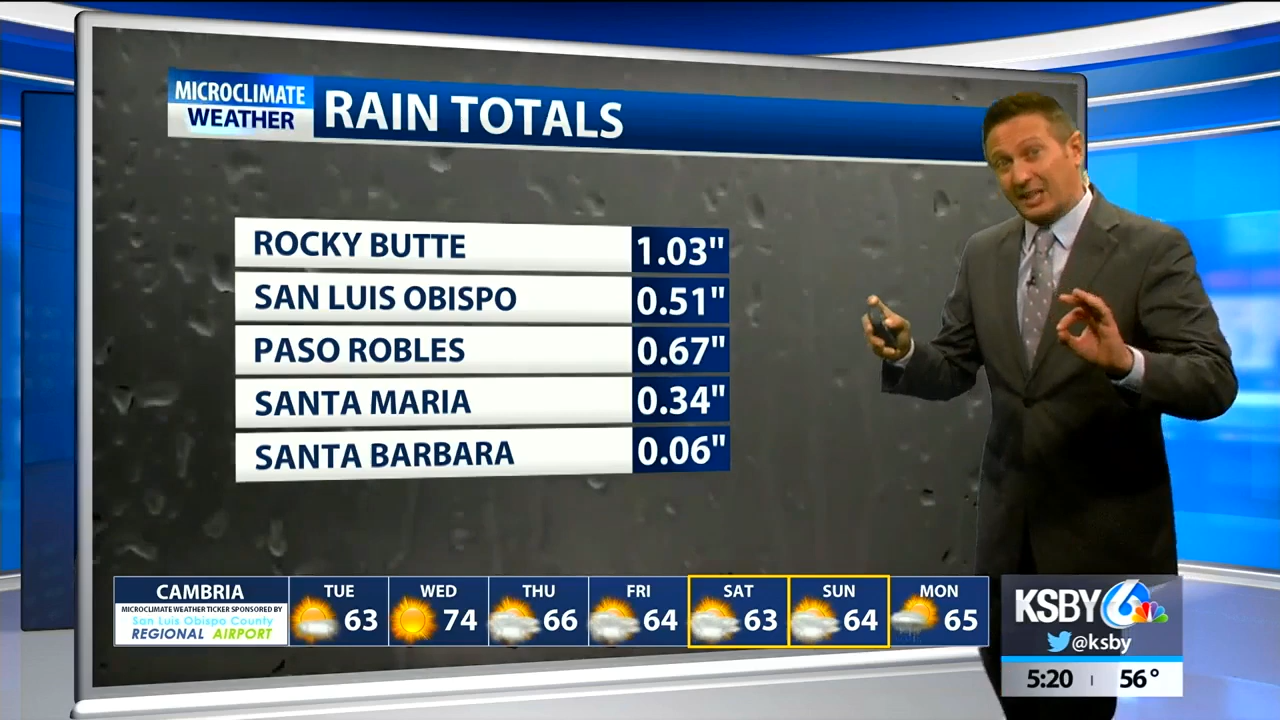 MICROCLIMATE
WEATHER
RAIN TOTALS
ROCKY BUTTE 1.03"
SAN LUIS OBISPO 0.51"
PASO ROBLES 0.67"
SANTA MARIA 0.34"
SANTA BARBARA 0.06"
CAMBRIA
MICROCLIMATE WEATHER TICKER SPONSORED BY
San Luis Obispo County
REGIONAL AIRPORT
TUE 63
WED 74
THU 66
FRI 64
SAT 63
SUN 64
MON 65
KSBY 6
@ksby
5:20 56°